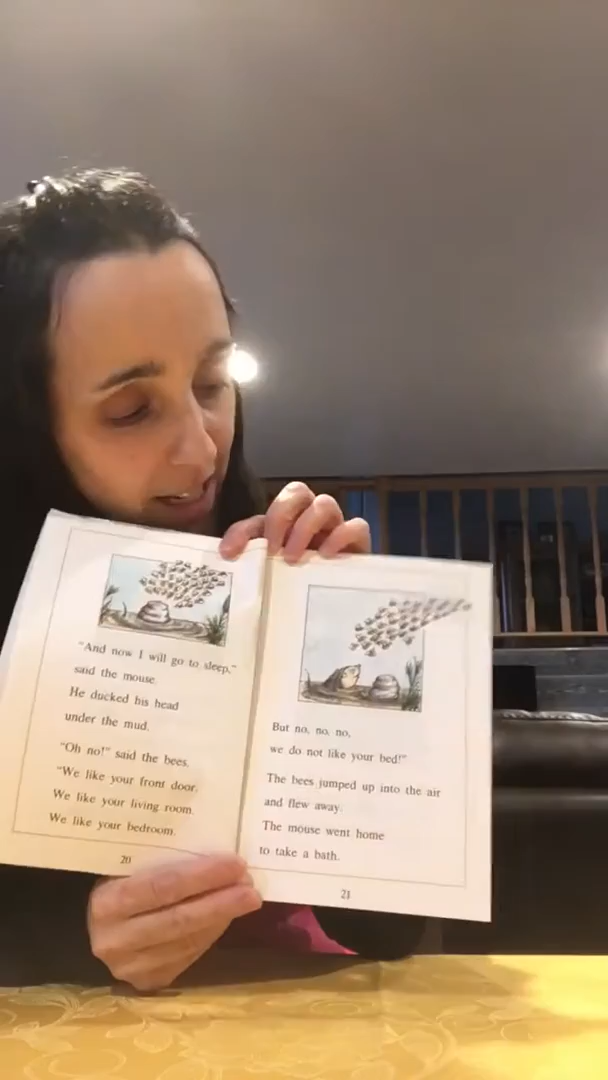 "And now I will go to sleep,"
said the mouse.
He ducked his head
under the mud.
"Oh no!" said the bees.
"We like your front door.
We like your living room.
We like your bedroom.
20
But no, no, no,
we do not like your bed!"
The bees jumped up into the air
and flew away.
The mouse went home
to take a bath.
21